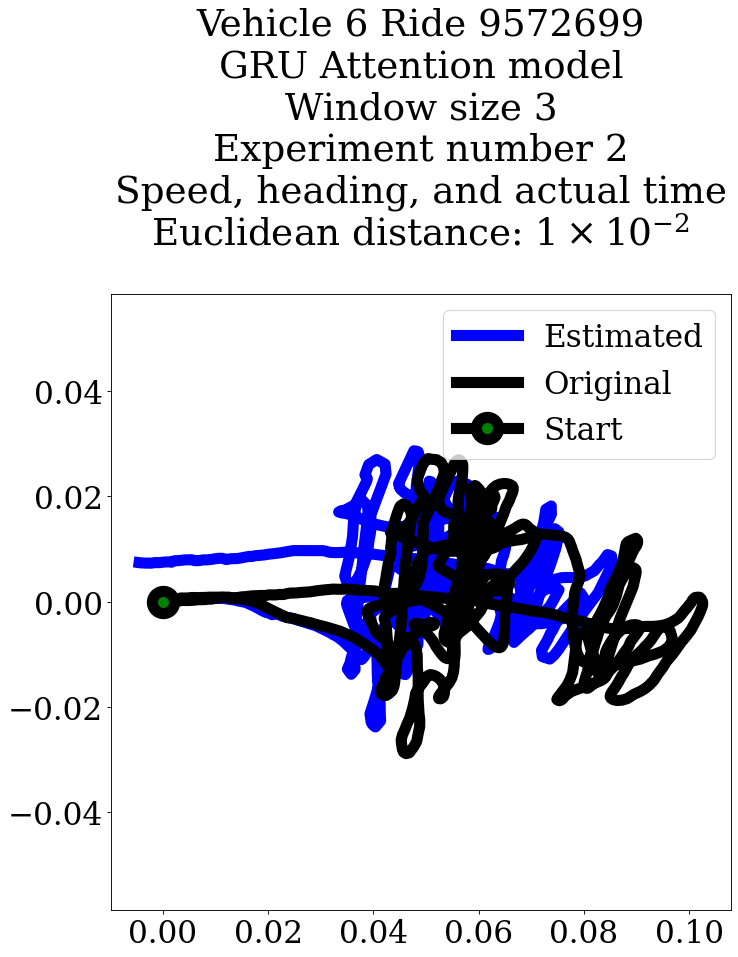 Vehicle 6 Ride 9572699
GRU Attention model
Window size 3
Experiment number 2
Speed, heading, and actual time
Euclidean distance: 1 × 10⁻²
Estimated
Original
Start
0.04
0.02
0.00
−0.02
−0.04
0.00 0.02 0.04 0.06 0.08 0.10